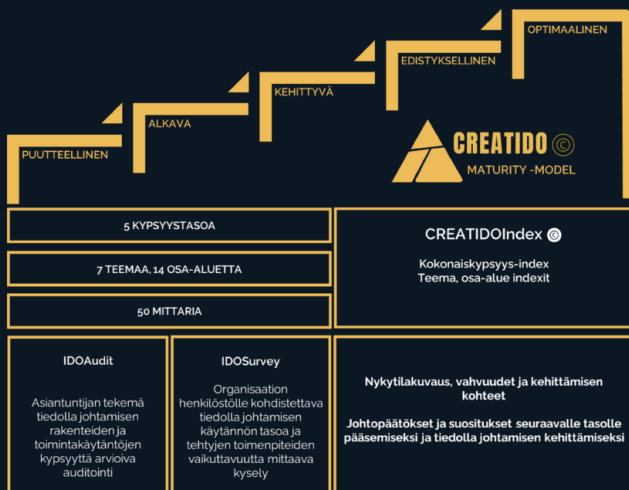 OPTIMAALINEN
EDISTYKSELLINEN
KEHITTYVÄ
ALKAVA
PUUTTEELLINEN
CREATIDO ©
MATURITY -MODEL
5 KYPSYYSTASOA
7 TEEMAA, 14 OSA-ALUETTA
50 MITTARIA
CREATIDOIndex ©
Kokonaiskypsyys-index
Teema, osa-alue indexit
IDOAudit
Asiantuntijan tekemä
tiedolla johtamisen
rakenteiden ja
toimintakäytäntöjen
kypsyyttä arvioiva
auditointi
IDOSurvey
Organisaation
henkilöstölle kohdistettava
tiedolla johtamisen
käytännön tasoa ja
tehtyjen toimenpiteiden
vaikuttavuutta mittaava
kysely
Nykytilakuvaus, vahvuudet ja kehittämisen
kohteet
Johtopäätökset ja suositukset seuraavalle tasolle
pääsemiseksi ja tiedolla johtamisen kehittämiseksi